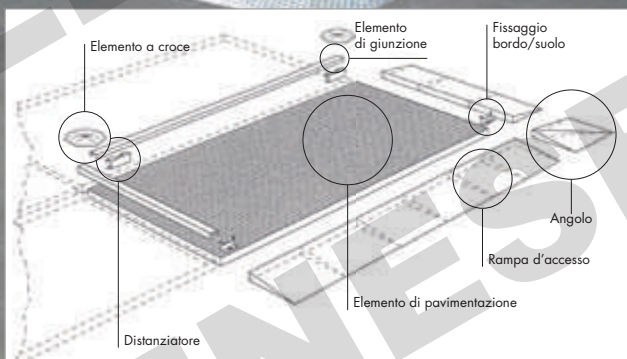 Elemento a croce
Elemento
di giunzione
Fissaggio
bordo/suolo
Angolo
Rampa d'accesso
Elemento di pavimentazione
Distanziatore